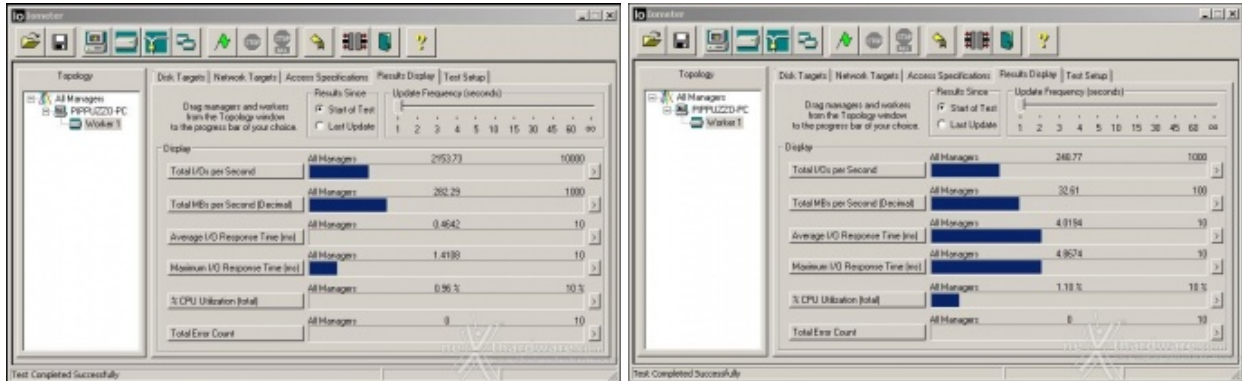 Iometer
Topology
All Managers
PIPPUZZO-PC
Worker 1
Disk Targets | Network Targets | Access Specifications | Results Display | Test Setup
Drag managers and workers
from the Topology window
to the progress bar of your choice.
Results Since
Start of Test
Last Update
Update Frequency (seconds)
1 2 3 4 5 10 15 30 45 60 ∞
Display
All Managers 2153.73 10000
Total I/Os per Second
All Managers 282.29 1000
Total MBs per Second (Decimal)
All Managers 0.4642 10
Average I/O Response Time (ms)
All Managers 1.4188 10
Maximum I/O Response Time (ms)
All Managers 0.96 % 10 %
% CPU Utilization (total)
All Managers 0 10
Total Error Count
Test Completed Successfully
Iometer
Topology
All Managers
PIPPUZZO-PC
Worker 1
Disk Targets | Network Targets | Access Specifications | Results Display | Test Setup
Drag managers and workers
from the Topology window
to the progress bar of your choice.
Results Since
Start of Test
Last Update
Update Frequency (seconds)
1 2 3 4 5 10 15 30 45 60 ∞
Display
All Managers 248.77 1000
Total I/Os per Second
All Managers 32.61 100
Total MBs per Second (Decimal)
All Managers 4.0194 10
Average I/O Response Time (ms)
All Managers 4.8674 10
Maximum I/O Response Time (ms)
All Managers 1.10 % 10 %
% CPU Utilization (total)
All Managers 0 10
Total Error Count
Test Completed Successfully